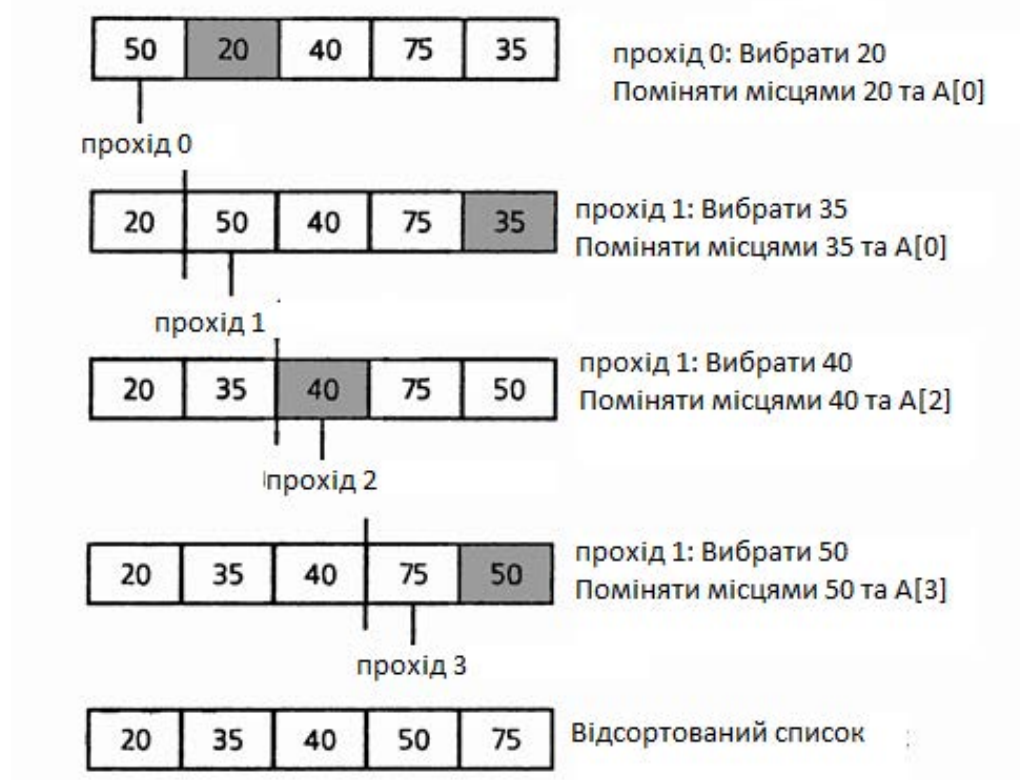 50 20 40 75 35
прохід 0: Вибрати 20
Поміняти місцями 20 та A[0]
прохід 0
20 50 40 75 35
прохід 1: Вибрати 35
Поміняти місцями 35 та A[0]
прохід 1
20 35 40 75 50
прохід 1: Вибрати 40
Поміняти місцями 40 та A[2]
прохід 2
20 35 40 75 50
прохід 1: Вибрати 50
Поміняти місцями 50 та A[3]
прохід 3
20 35 40 50 75
Відсортований список